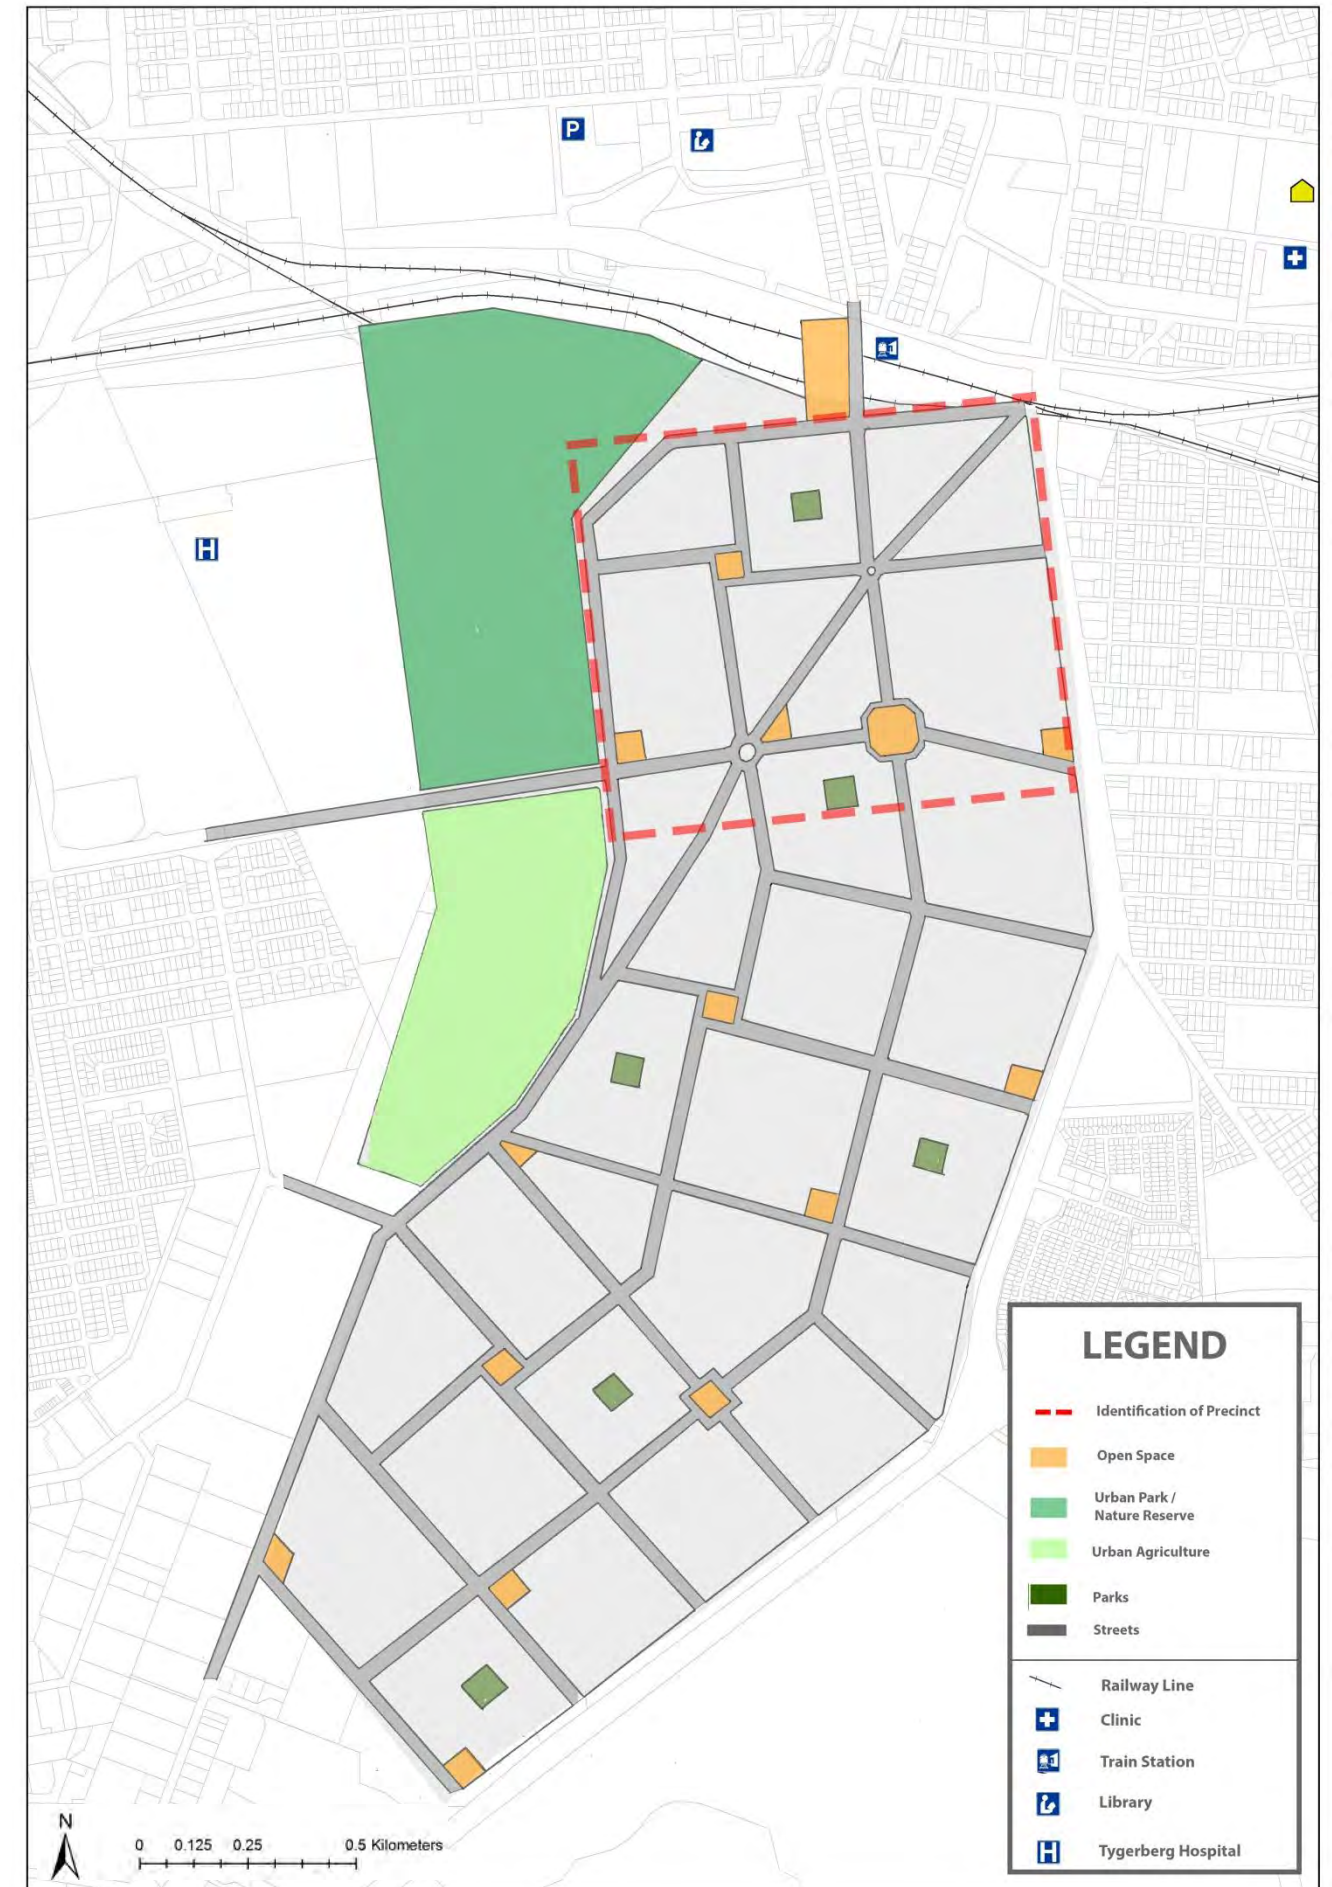 P
H
LEGEND
Identification of Precinct
Open Space
Urban Park /
Nature Reserve
Urban Agriculture
Parks
Streets
Railway Line
Clinic
Train Station
Library
H Tygerberg Hospital
N
0 0.125 0.25 0.5 Kilometers